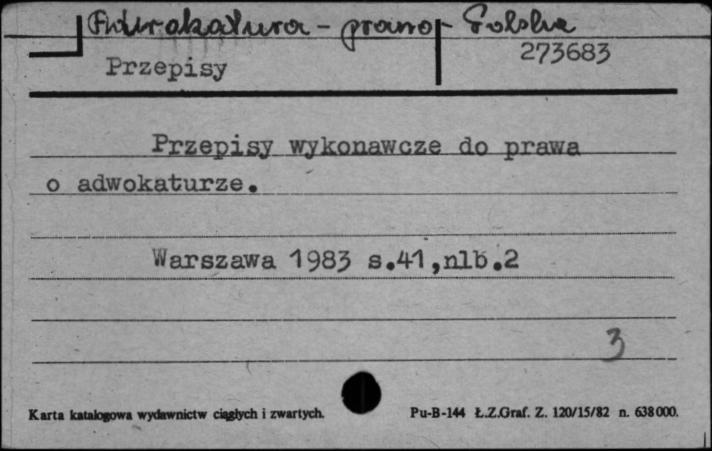 Adwokatura - prawo - Polska
273683
Przepisy
Przepisy wykonawcze do prawa
o adwokaturze.
Warszawa 1983 s.41,nlb.2
3
Karta katalogowa wydawnictw ciągłych i zwartych. Pu-B-144 Ł.Z.Graf. Z. 120/15/82 n. 638000.